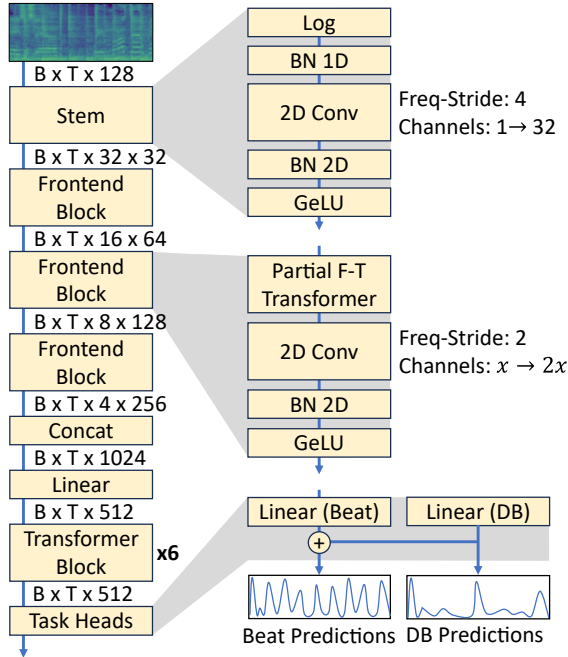 B x T x 128
Stem
B x T x 32 x 32
Frontend
Block
B x T x 16 x 64
Frontend
Block
B x T x 8 x 128
Frontend
Block
B x T x 4 x 256
Concat
B x T x 1024
Linear
B x T x 512
Transformer
Block
x6
B x T x 512
Task Heads
Log
BN 1D
2D Conv
Freq-Stride: 4
Channels: 1→ 32
BN 2D
GeLU
Partial F-T
Transformer
2D Conv
Freq-Stride: 2
Channels: x → 2x
BN 2D
GeLU
Linear (Beat)
Linear (DB)
+
Beat Predictions
DB Predictions